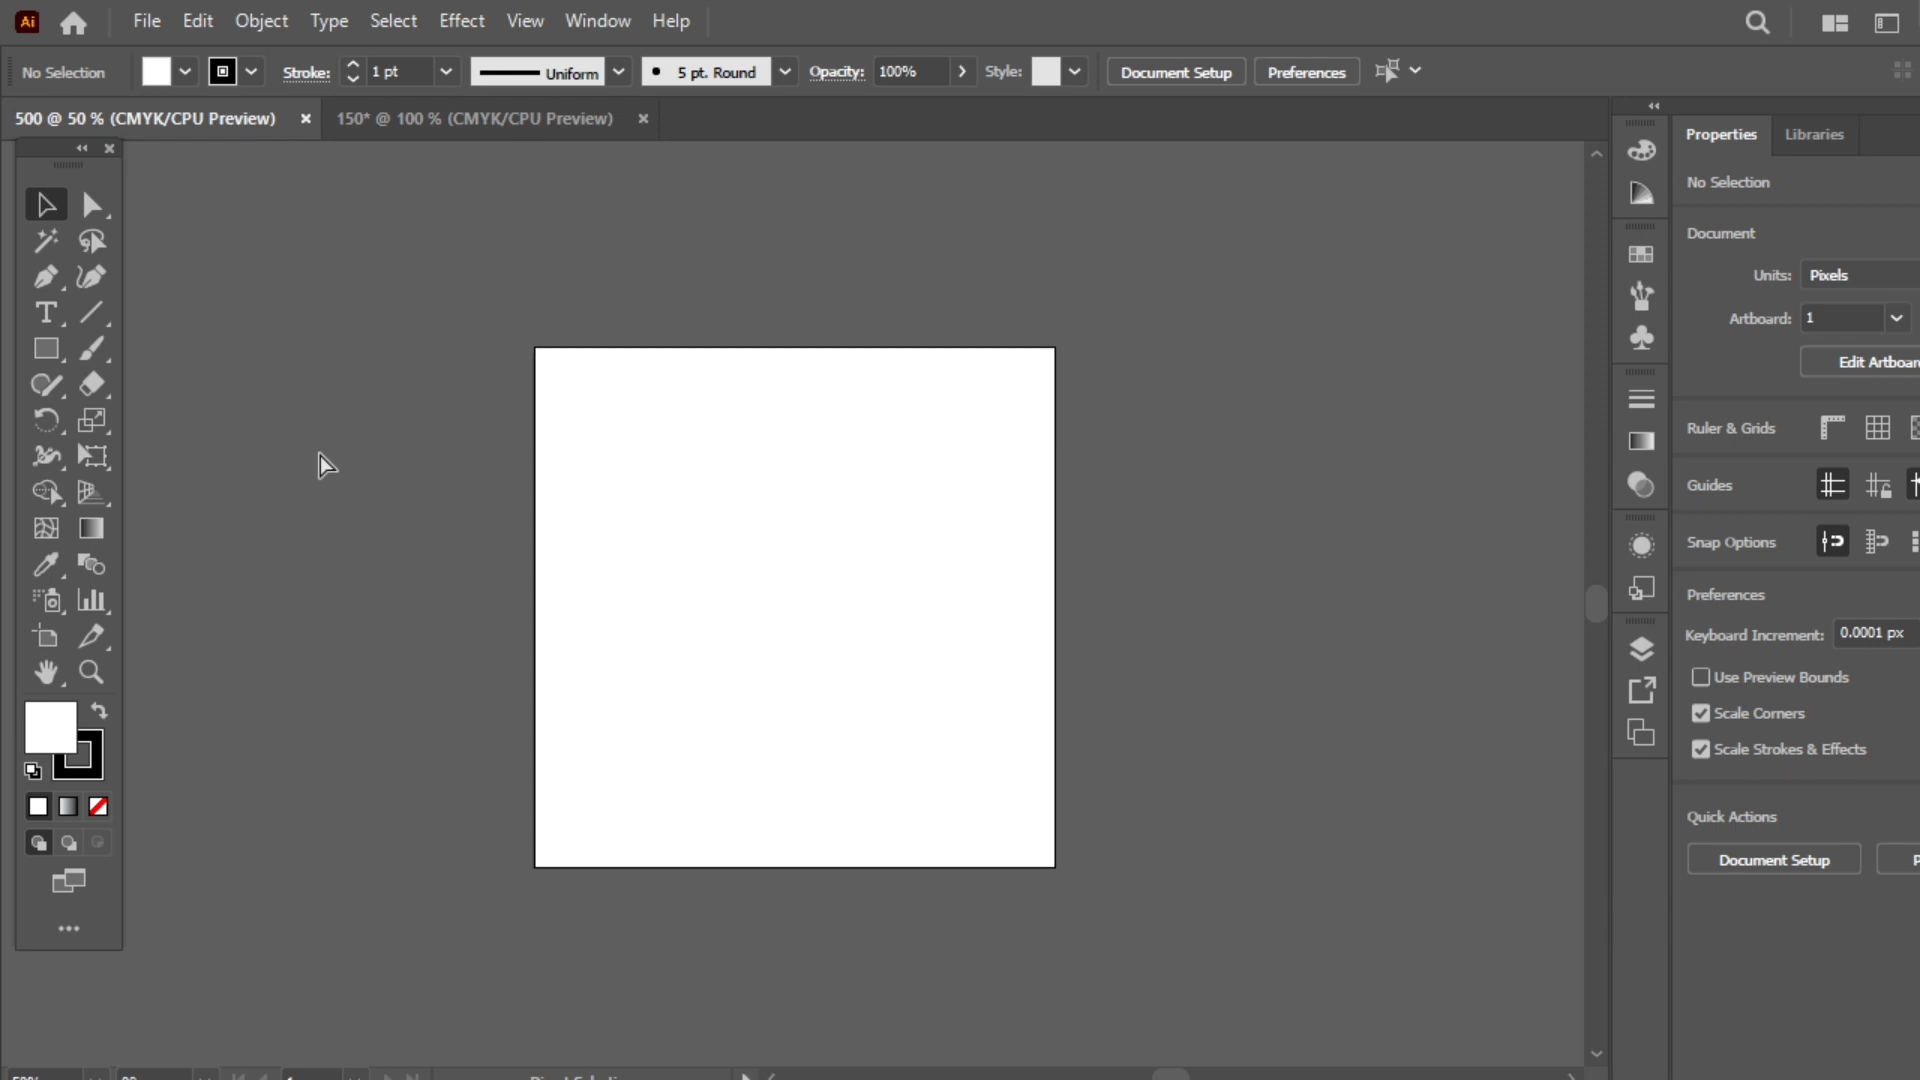 Ai File Edit Object Type Select Effect View Window Help
No Selection Stroke: 1 pt Uniform 5 pt. Round Opacity: 100% Style: Document Setup Preferences
500 @ 50 % (CMYK/CPU Preview) 150* @ 100 % (CMYK/CPU Preview)
Properties Libraries
No Selection
Document
Units: Pixels
Artboard: 1
Edit Artboar
Ruler & Grids
Guides
Snap Options
Preferences
Keyboard Increment: 0.0001 px
Use Preview Bounds
Scale Corners
Scale Strokes & Effects
Quick Actions
Document Setup P